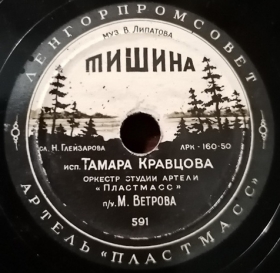 ЛЕНГОРПРОМСОВЕТ
МУЗ В ЛИПАТОВА
ТИШИНА
СЛ. Н. ГЛЕЙЗАРОВА
ЛРК - 160-50
ИСП. ТАМАРА КРАВЦОВА
ОРКЕСТР СТУДИИ АРТЕЛИ
«ПЛАСТМАСС»
П/У. М. ВЕТРОВА
591
АРТЕЛЬ „ПЛАСТМАСС"